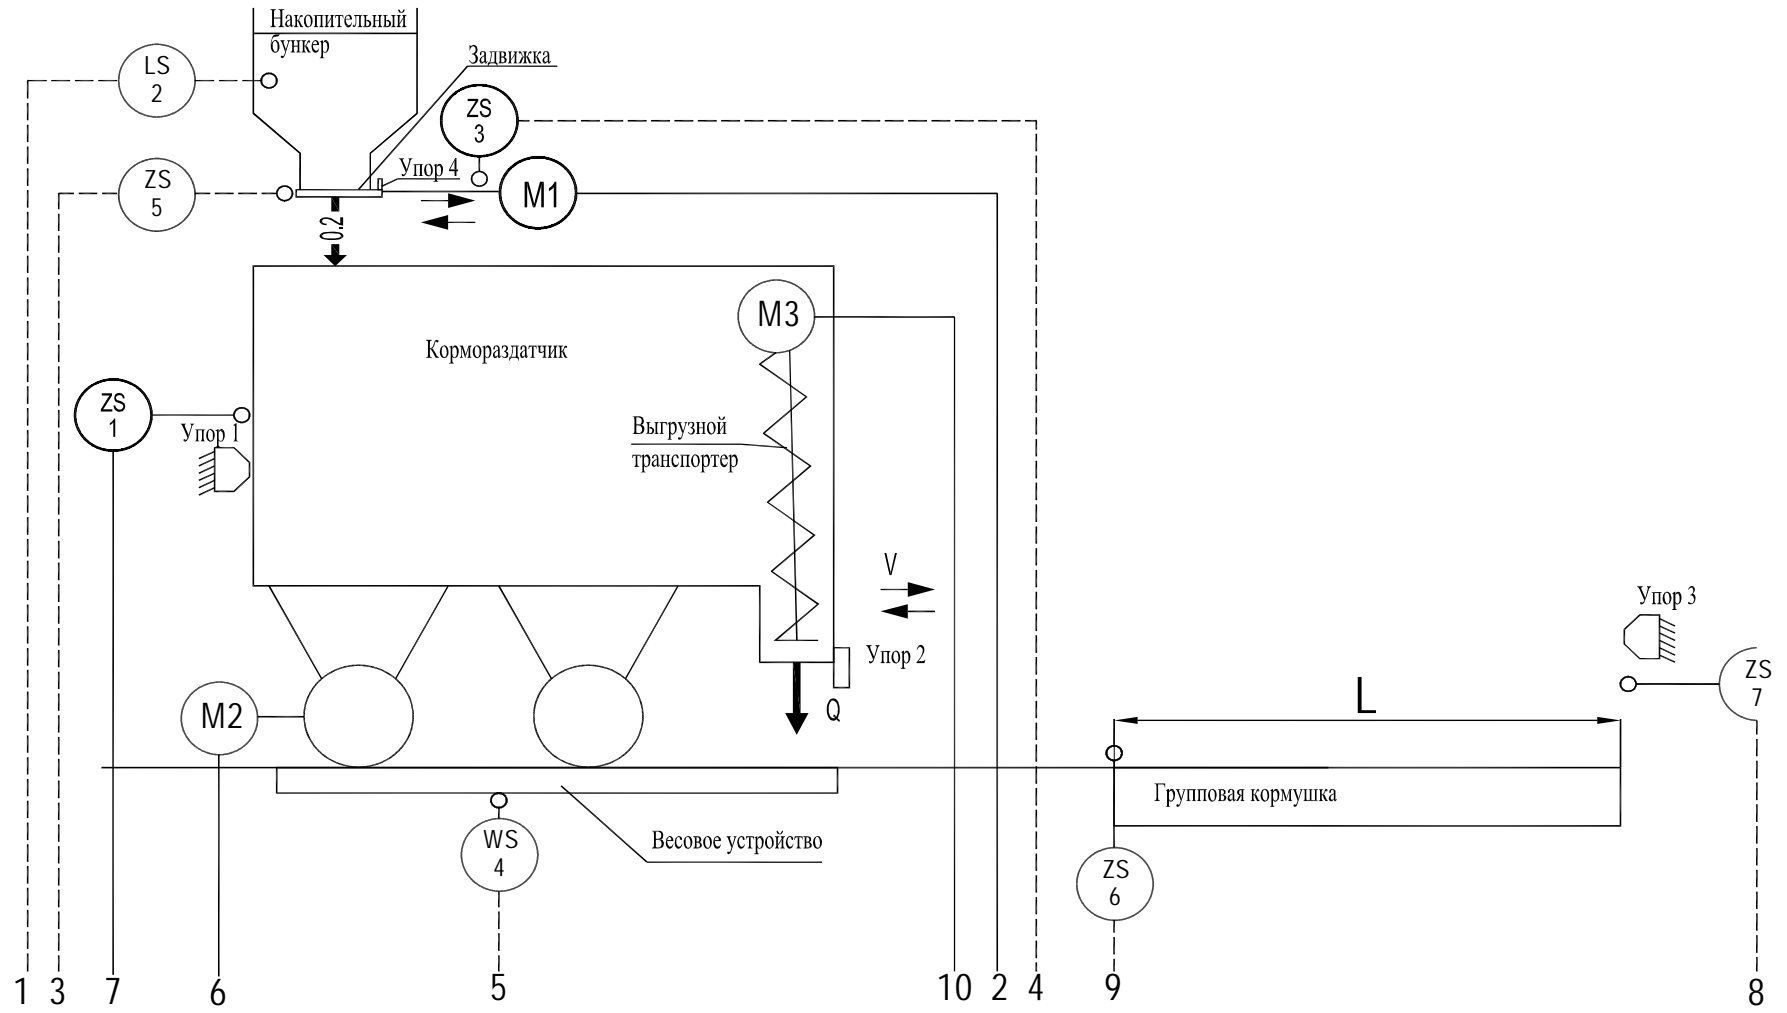 Накопительный
бункер
Задвижка
LS
2
ZS
3
Упор 4
ZS
5
M1
0.2
M3
Кормораздатчик
ZS
1
Упор 1
Выгрузной
транспортер
V
Упор 3
Упор 2
ZS
7
M2
Q
L
Групповая кормушка
WS
4
Весовое устройство
ZS
6
1
3
7
6
5
10
2
4
9
8